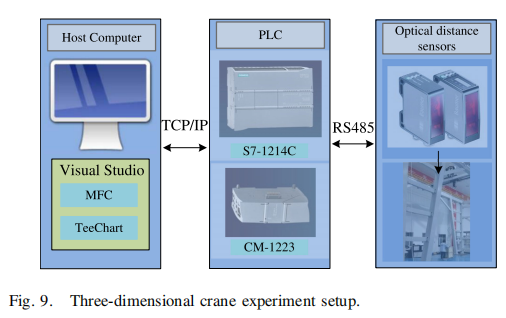 Host Computer
PLC
Optical distance
sensors
TCP/IP
RS485
S7-1214C
Visual Studio
MFC
TeeChart
CM-1223
Fig. 9. Three-dimensional crane experiment setup.